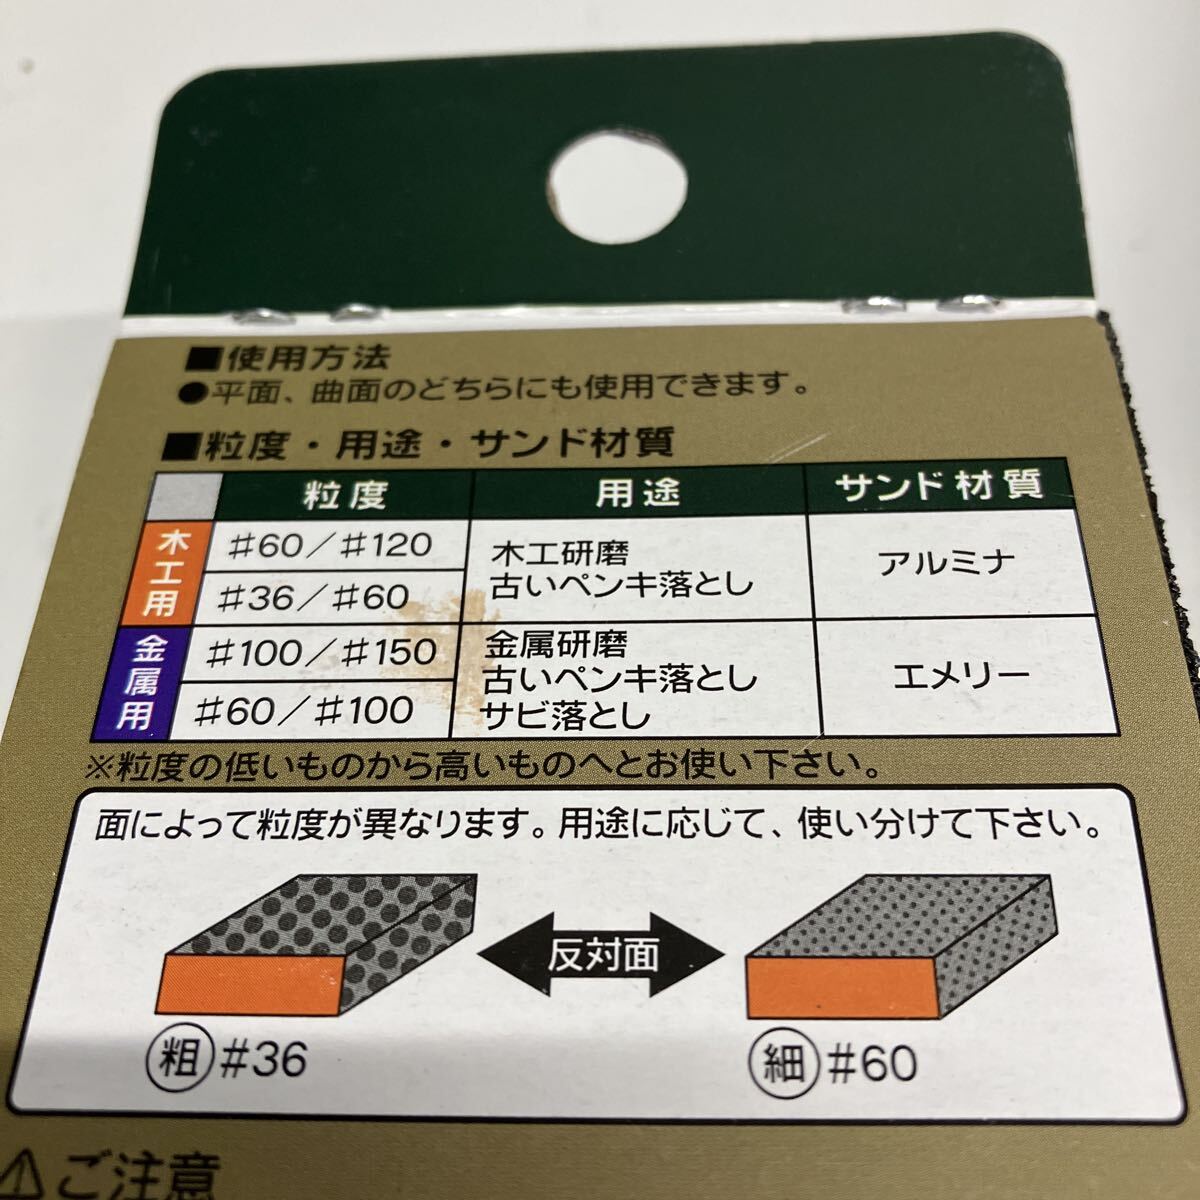 ■使用方法
●平面、曲面のどちらにも使用できます。
■粒度・用途・サンド材質
粒度 用途 サンド材質
木工用
#60/#120
#36/#60
木工研磨
古いペンキ落とし
アルミナ
金属用
#100/#150
#60/#100
金属研磨
古いペンキ落とし
サビ落とし
エメリー
※粒度の低いものから高いものへとお使い下さい。
面によって粒度が異なります。用途に応じて、使い分けて下さい。
反対面
粗 #36
細 #60
⚠ご注意